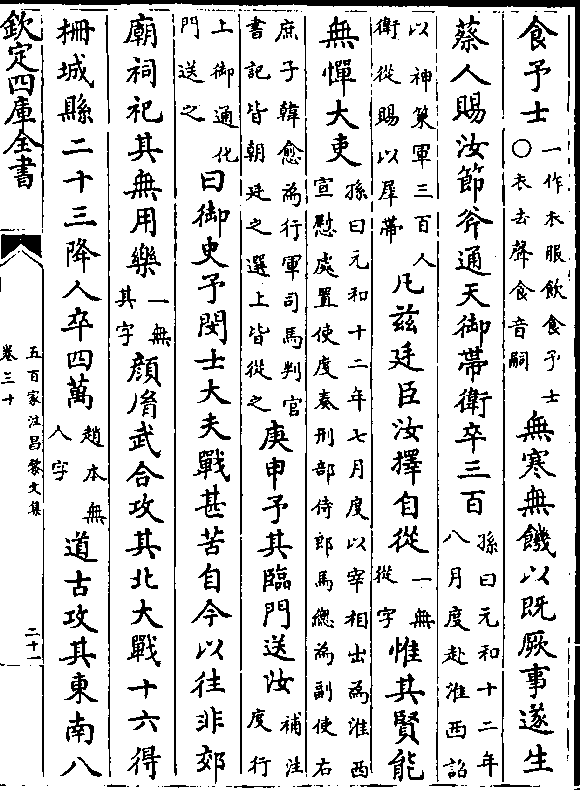 食予士一作衣服飲食予士○衣去聲食音嗣無寒無饑以既厥事遂生
蔡人賜汝節斧通天御帶衛卒三百孫曰元和十二年八月度赴淮西詔
以神策軍三百人衛從賜以犀帶凡茲廷臣汝擇自從一無從字惟其賢能
無憚大吏孫曰元和十二年七月度以宰相出為淮西宣慰處置使度奏刑部侍郎馬總為副使右
庶子韓愈為行軍司馬判官書記皆朝廷之選上皆從之庚申予其臨門送汝補注度行
上御通化門送之曰御史予閔士大夫戰甚苦自今以往非郊
廟祠祀其無用樂一無其字顔胤武合攻其北大戰十六得
柵城縣二十三降人卒四萬趙本無人字道古攻其東南八
欽定四庫全書
五百家注昌黎文集
卷三十
二十一